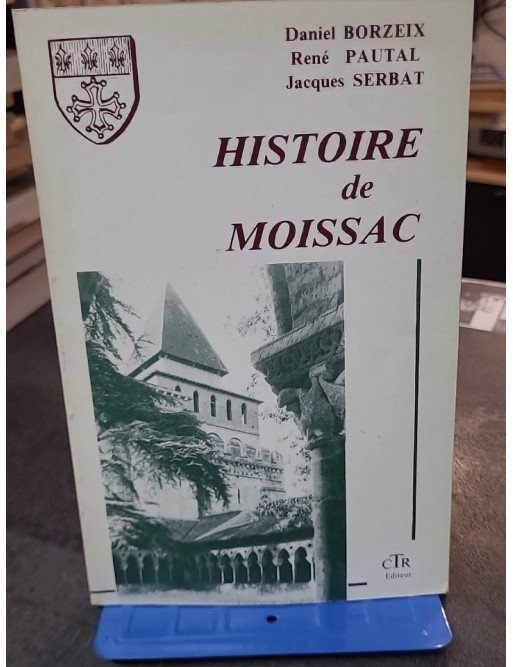 Daniel BORZEIX
René PAUTAL
Jacques SERBAT
HISTOIRE
de
MOISSAC
CTR
Editeur